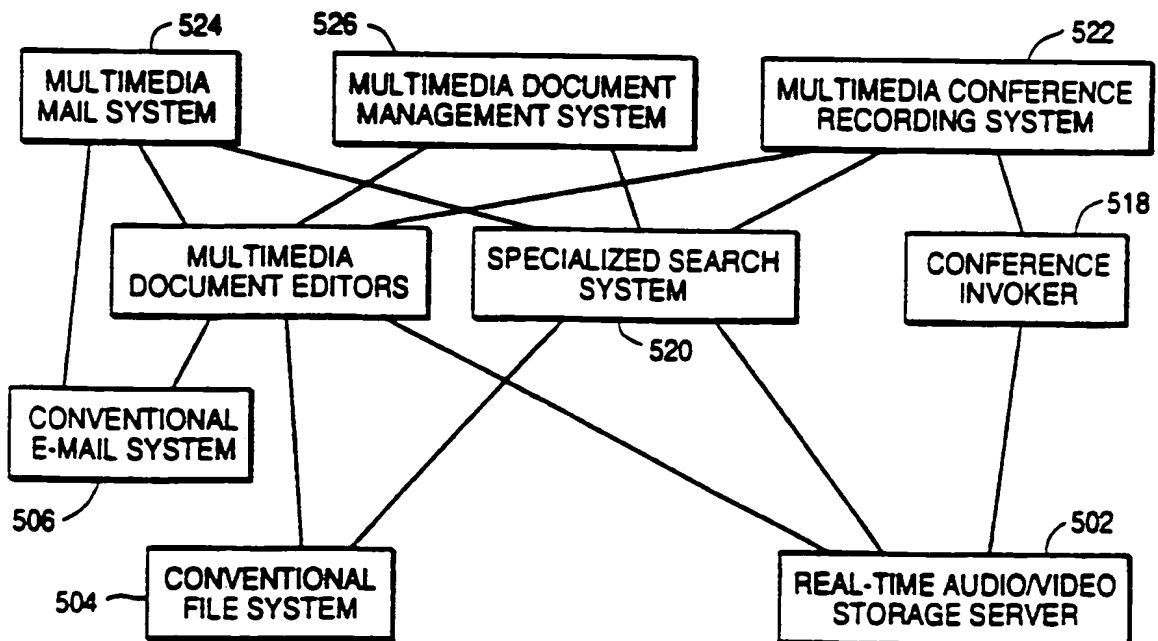 524
526
522
MULTIMEDIA
MAIL SYSTEM
MULTIMEDIA DOCUMENT
MANAGEMENT SYSTEM
MULTIMEDIA CONFERENCE
RECORDING SYSTEM
518
MULTIMEDIA
DOCUMENT EDITORS
SPECIALIZED SEARCH
SYSTEM
CONFERENCE
INVOKER
520
CONVENTIONAL
E-MAIL SYSTEM
506
502
504
CONVENTIONAL
FILE SYSTEM
REAL-TIME AUDIO/VIDEO
STORAGE SERVER